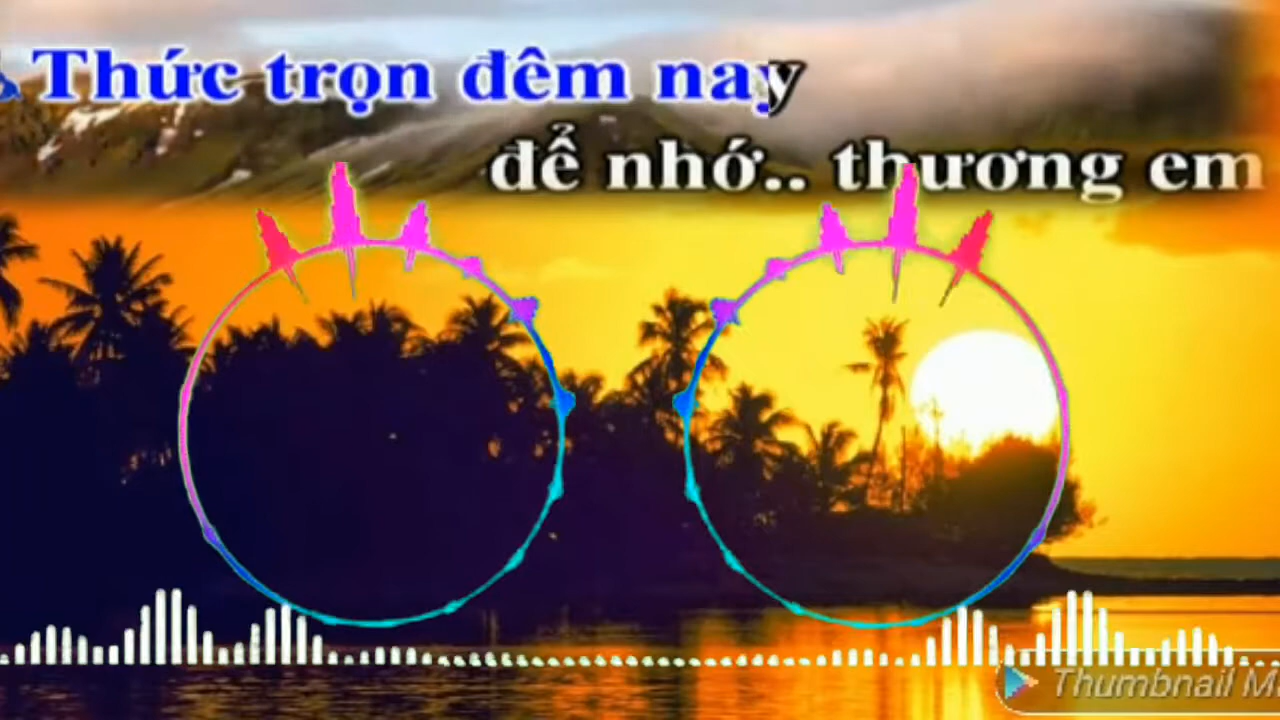 Thức trọn đêm nay
để nhớ.. thương em
Thumbnail M